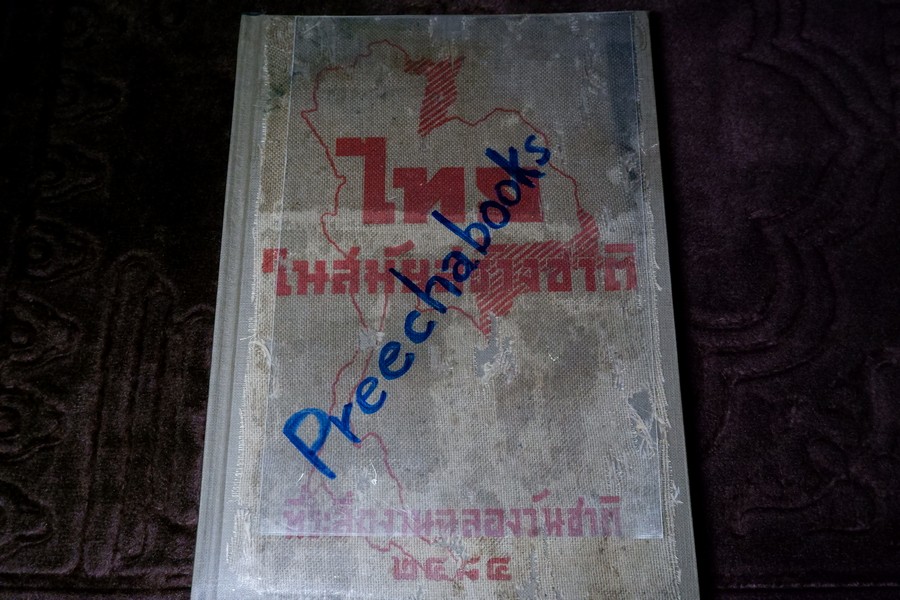 ไทย
ในสมัยสร้างชาติ
ที่ระลึกงานฉลองวันชาติ
๒๔๘๔
Preechabooks